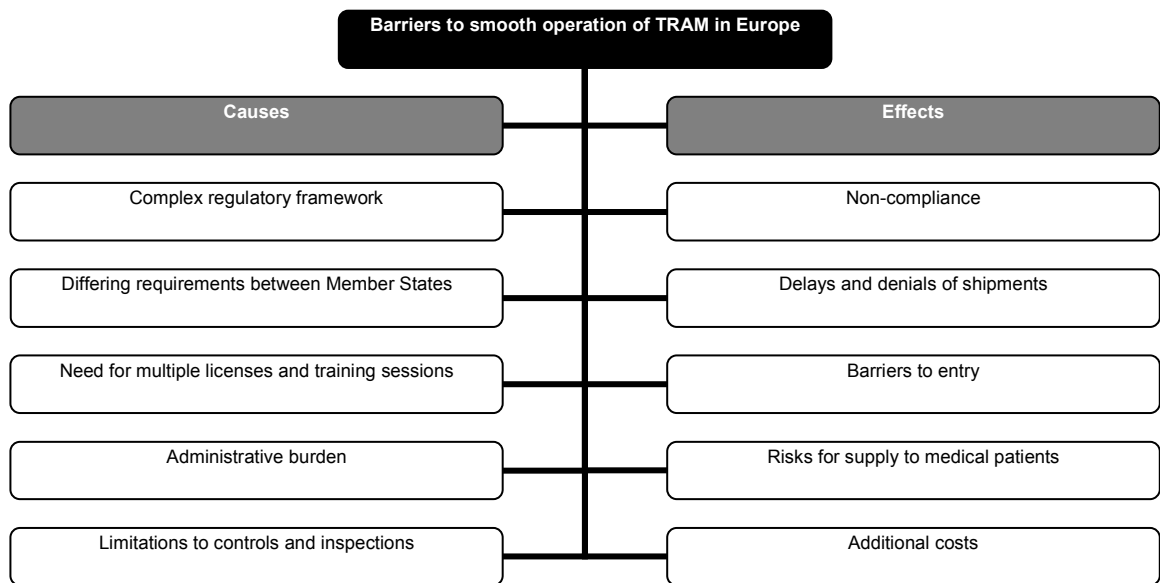 Barriers to smooth operation of TRAM in Europe
Causes
Effects
Complex regulatory framework
Non-compliance
Differing requirements between Member States
Delays and denials of shipments
Need for multiple licenses and training sessions
Barriers to entry
Administrative burden
Risks for supply to medical patients
Limitations to controls and inspections
Additional costs